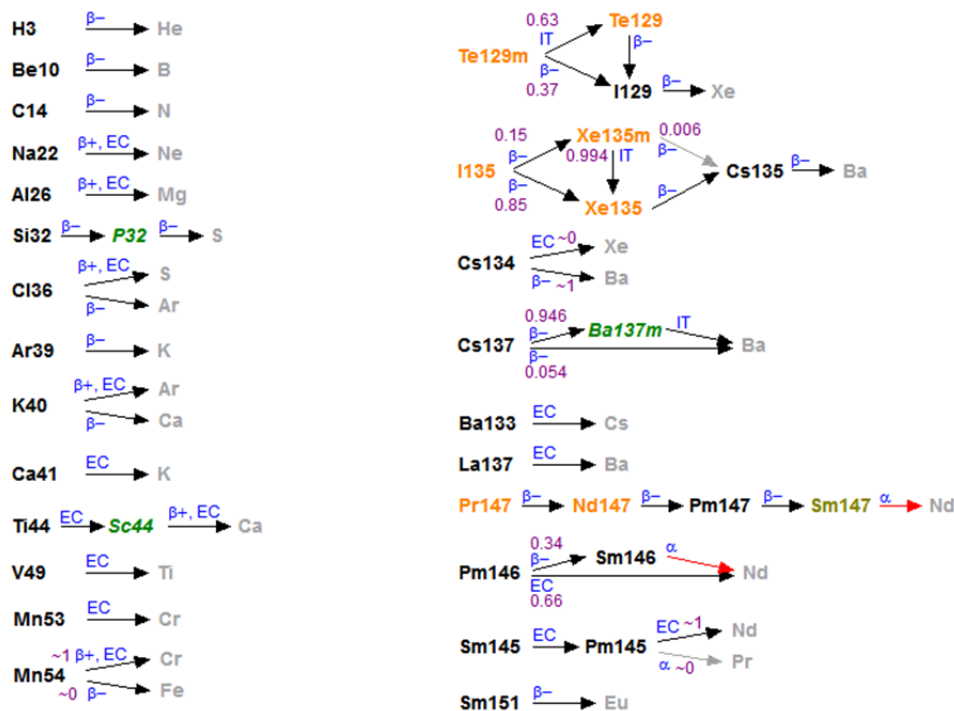 H3 β– He
Be10 β– B
C14 β– N
Na22 β+, EC Ne
Al26 β+, EC Mg
Si32 β– P32 β– S
β+, EC S
Cl36
β– Ar
Ar39 β– K
β+, EC Ar
K40
β– Ca
Ca41 EC K
Ti44 EC Sc44 β+, EC Ca
V49 EC Ti
Mn53 EC Cr
~1 β+, EC Cr
Mn54
~0 β– Fe
0.63 Te129
IT
Te129m β–
β–
0.37 I129 β– Xe
0.15 Xe135m 0.006
β– 0.994 IT β–
I135 Cs135 β– Ba
β–
0.85 Xe135 β–
EC ~0 Xe
Cs134
β– ~1 Ba
0.946
β– Ba137m IT
Cs137 Ba
β–
0.054
Ba133 EC Cs
La137 EC Ba
Pr147 β– Nd147 β– Pm147 β– Sm147 α Nd
0.34
β– Sm146 α
Pm146 Nd
EC
0.66
EC ~1 Nd
Sm145 EC Pm145
α ~0 Pr
Sm151 β– Eu